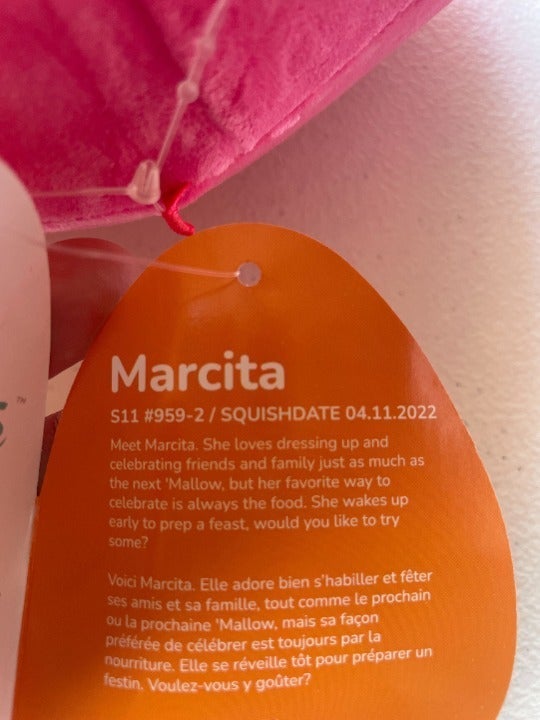 Marcita
S11 #959-2 / SQUISHDATE 04.11.2022
Meet Marcita. She loves dressing up and
celebrating friends and family just as much as
the next 'Mallow, but her favorite way to
celebrate is always the food. She wakes up
early to prep a feast, would you like to try
some?
Voici Marcita. Elle adore bien s'habiller et fêter
ses amis et sa famille, tout comme le prochain
ou la prochaine 'Mallow, mais sa façon
préférée de célébrer est toujours par la
nourriture. Elle se réveille tôt pour préparer un
festin. Voulez-vous y goûter?